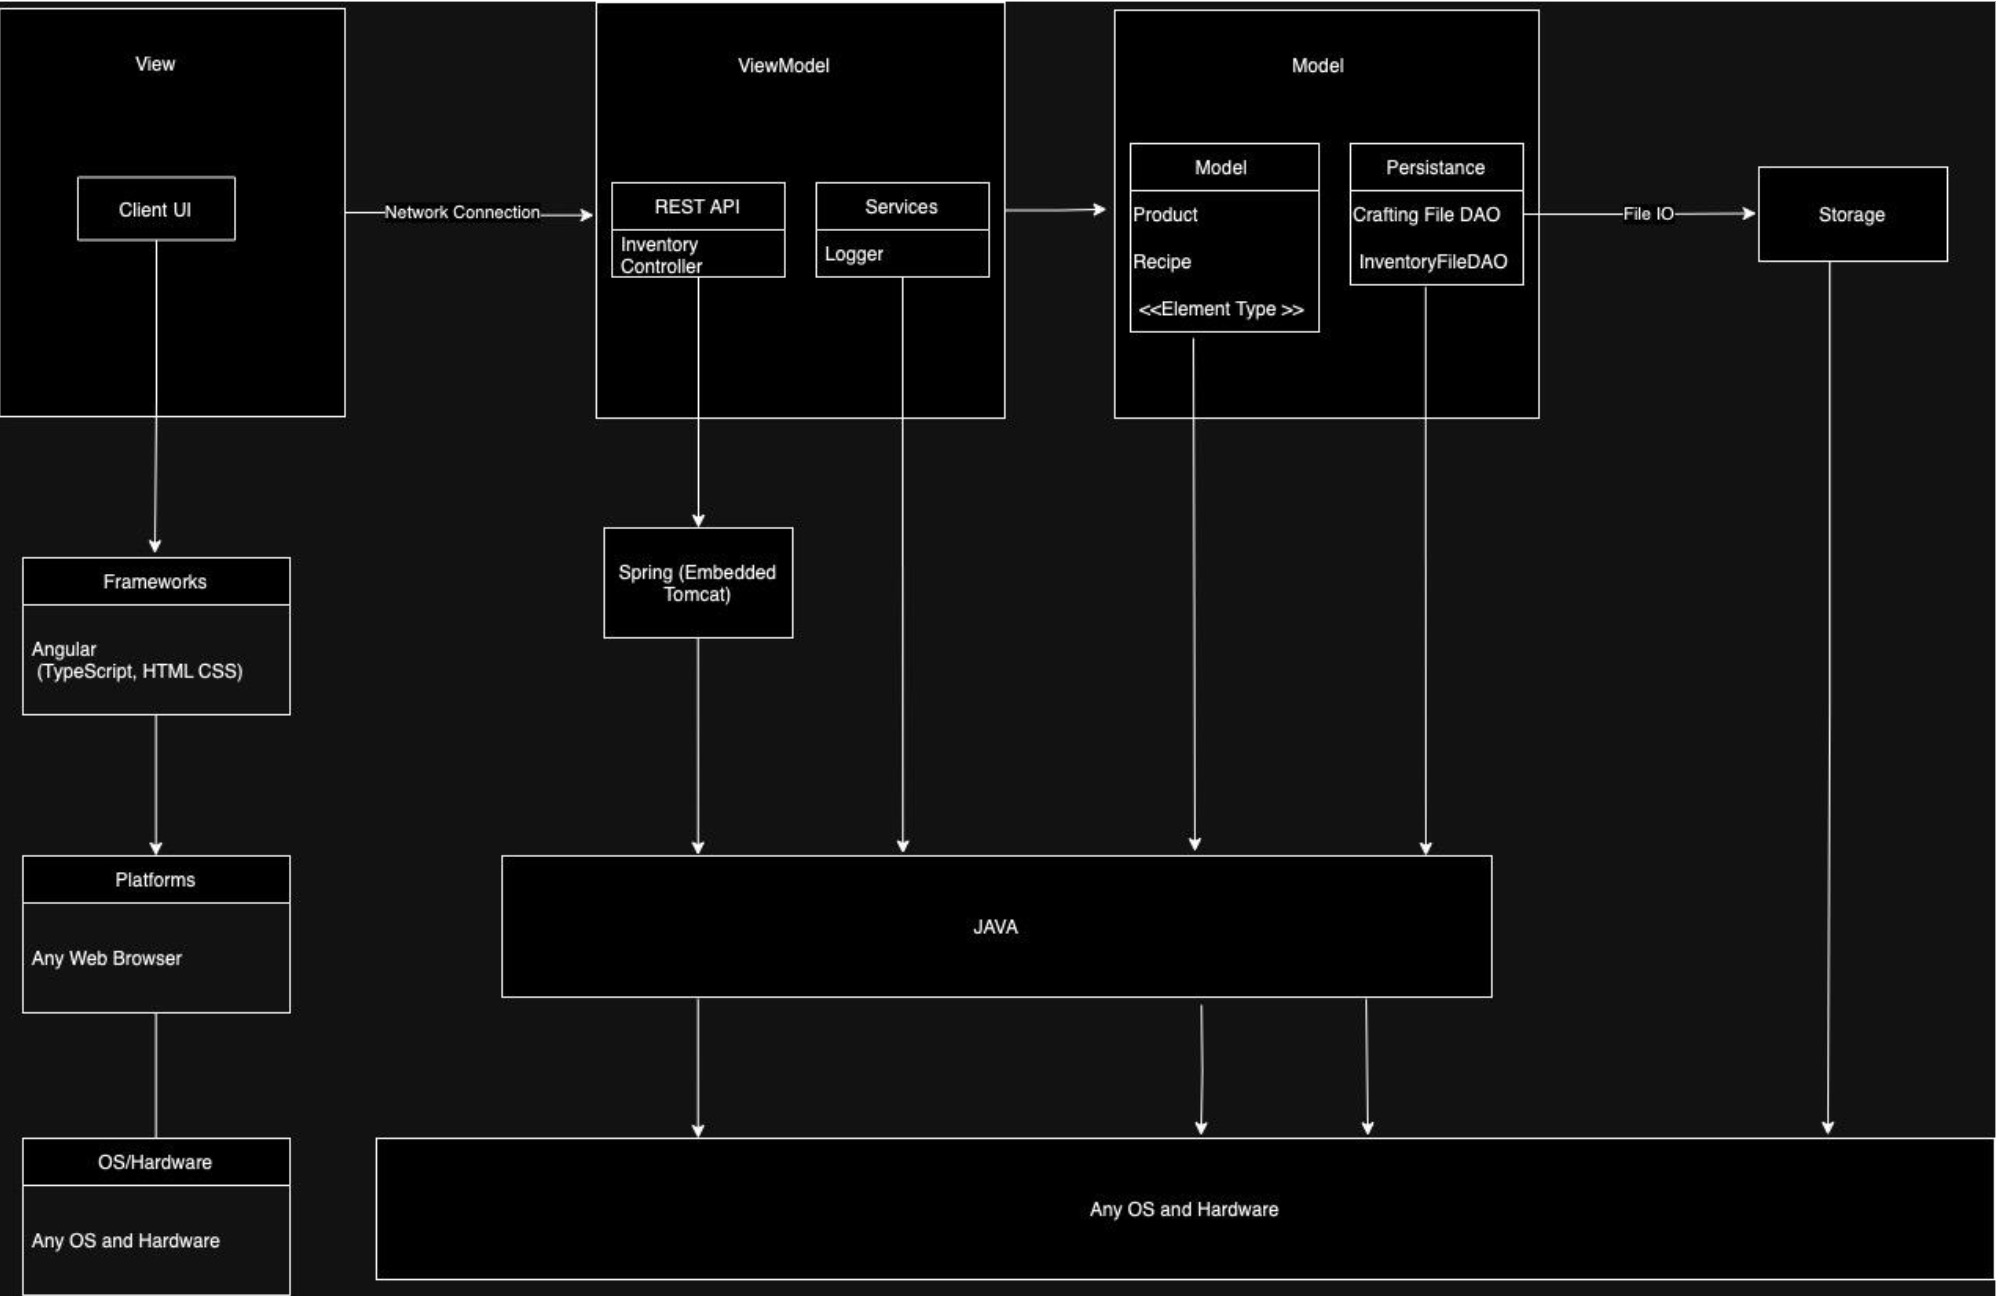 View
ViewModel
Model
Client UI
Network Connection
REST API
Inventory
Controller
Services
Logger
Model
Product
Recipe
<<Element Type >>
Persistance
Crafting File DAO
InventoryFileDAO
File IO
Storage
Frameworks
Angular
(TypeScript, HTML CSS)
Spring (Embedded
Tomcat)
Platforms
Any Web Browser
JAVA
OS/Hardware
Any OS and Hardware
Any OS and Hardware